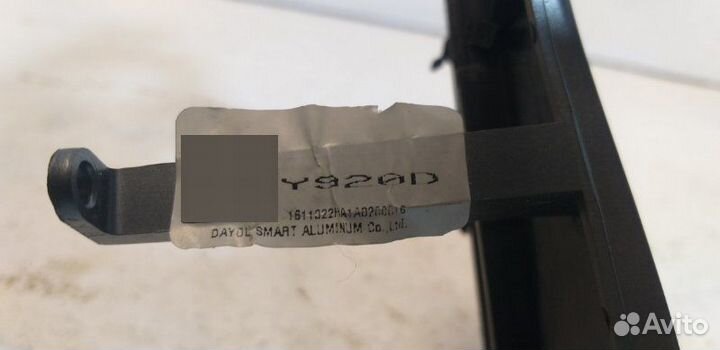 Y920D
DAYOU SMART ALUMINUM Co.,Ltd.
Avito